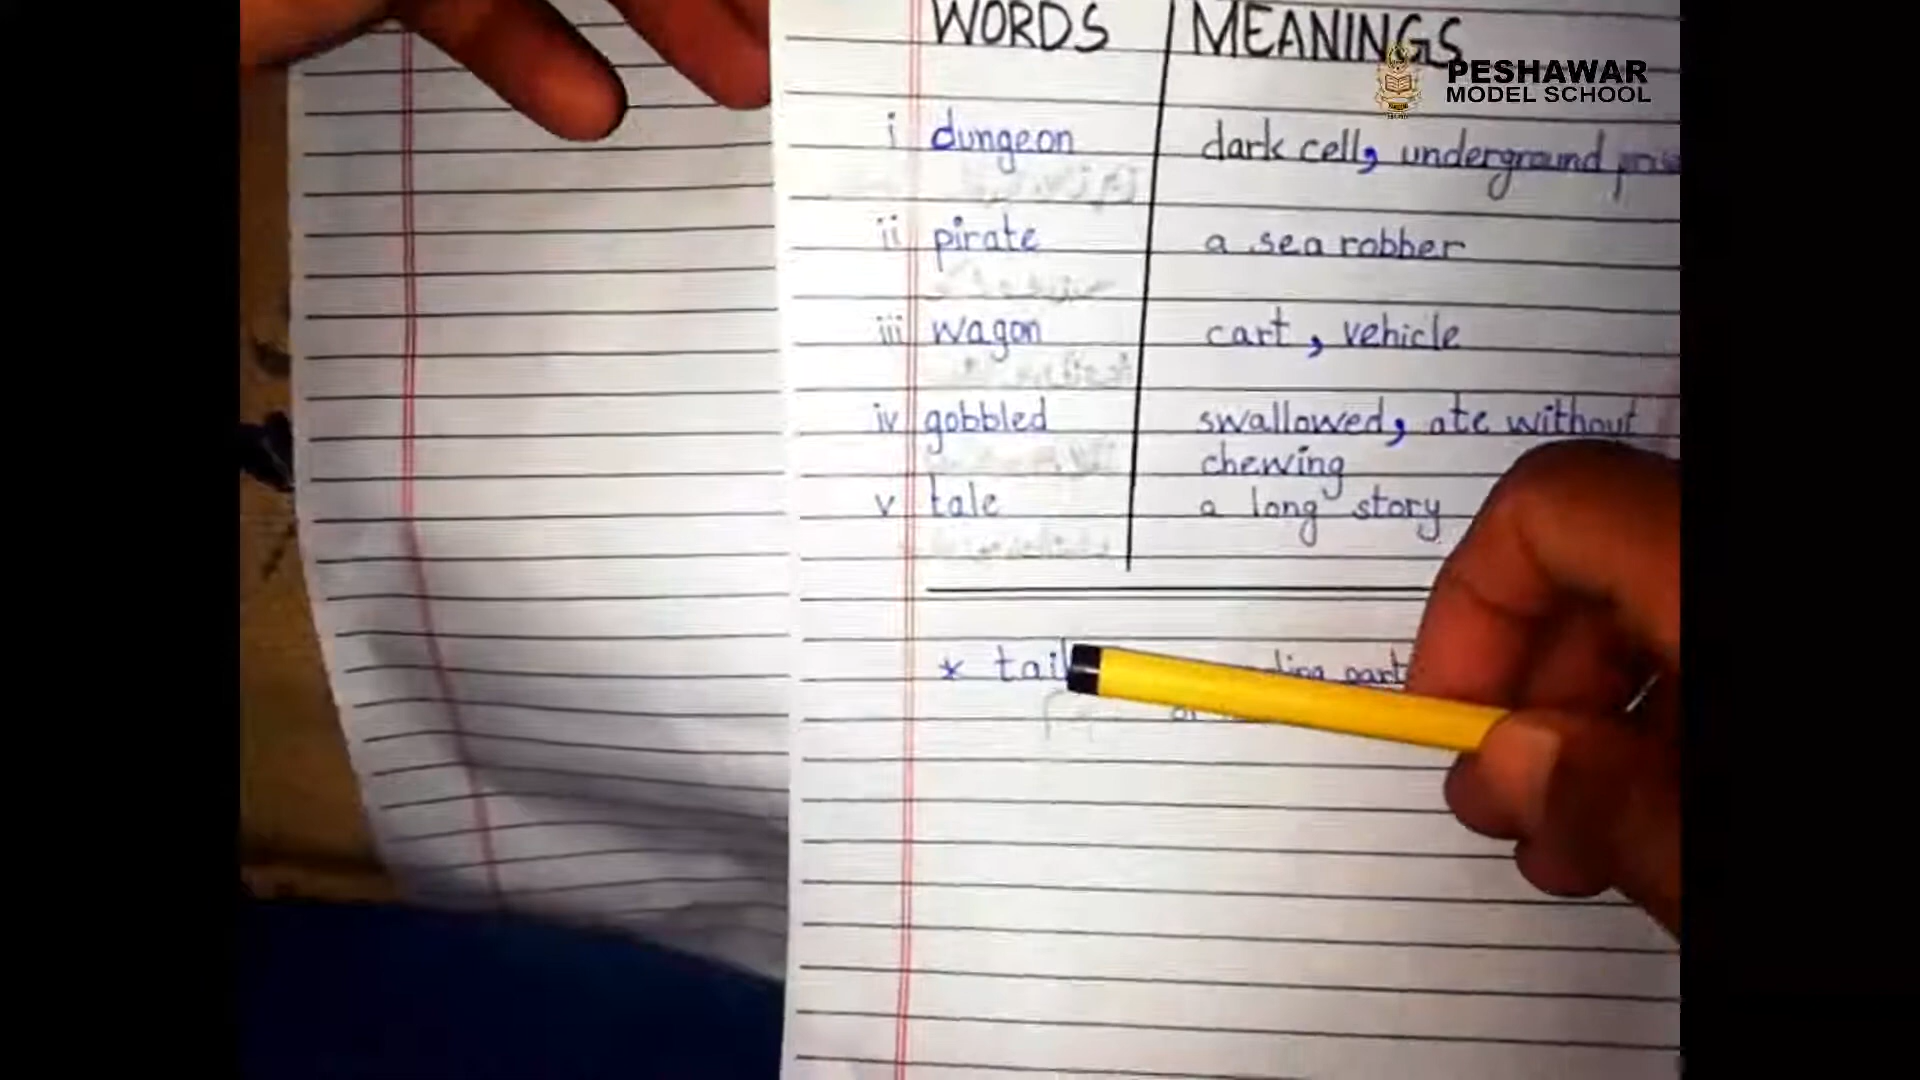 WORDS MEANINGS
PESHAWAR
MODEL SCHOOL
i dungeon dark cell, underground
ii pirate a sea robber
iii wagon cart, vehicle
iv gobbled swallowed, ate without
chewing
v tale a long story
* tail part